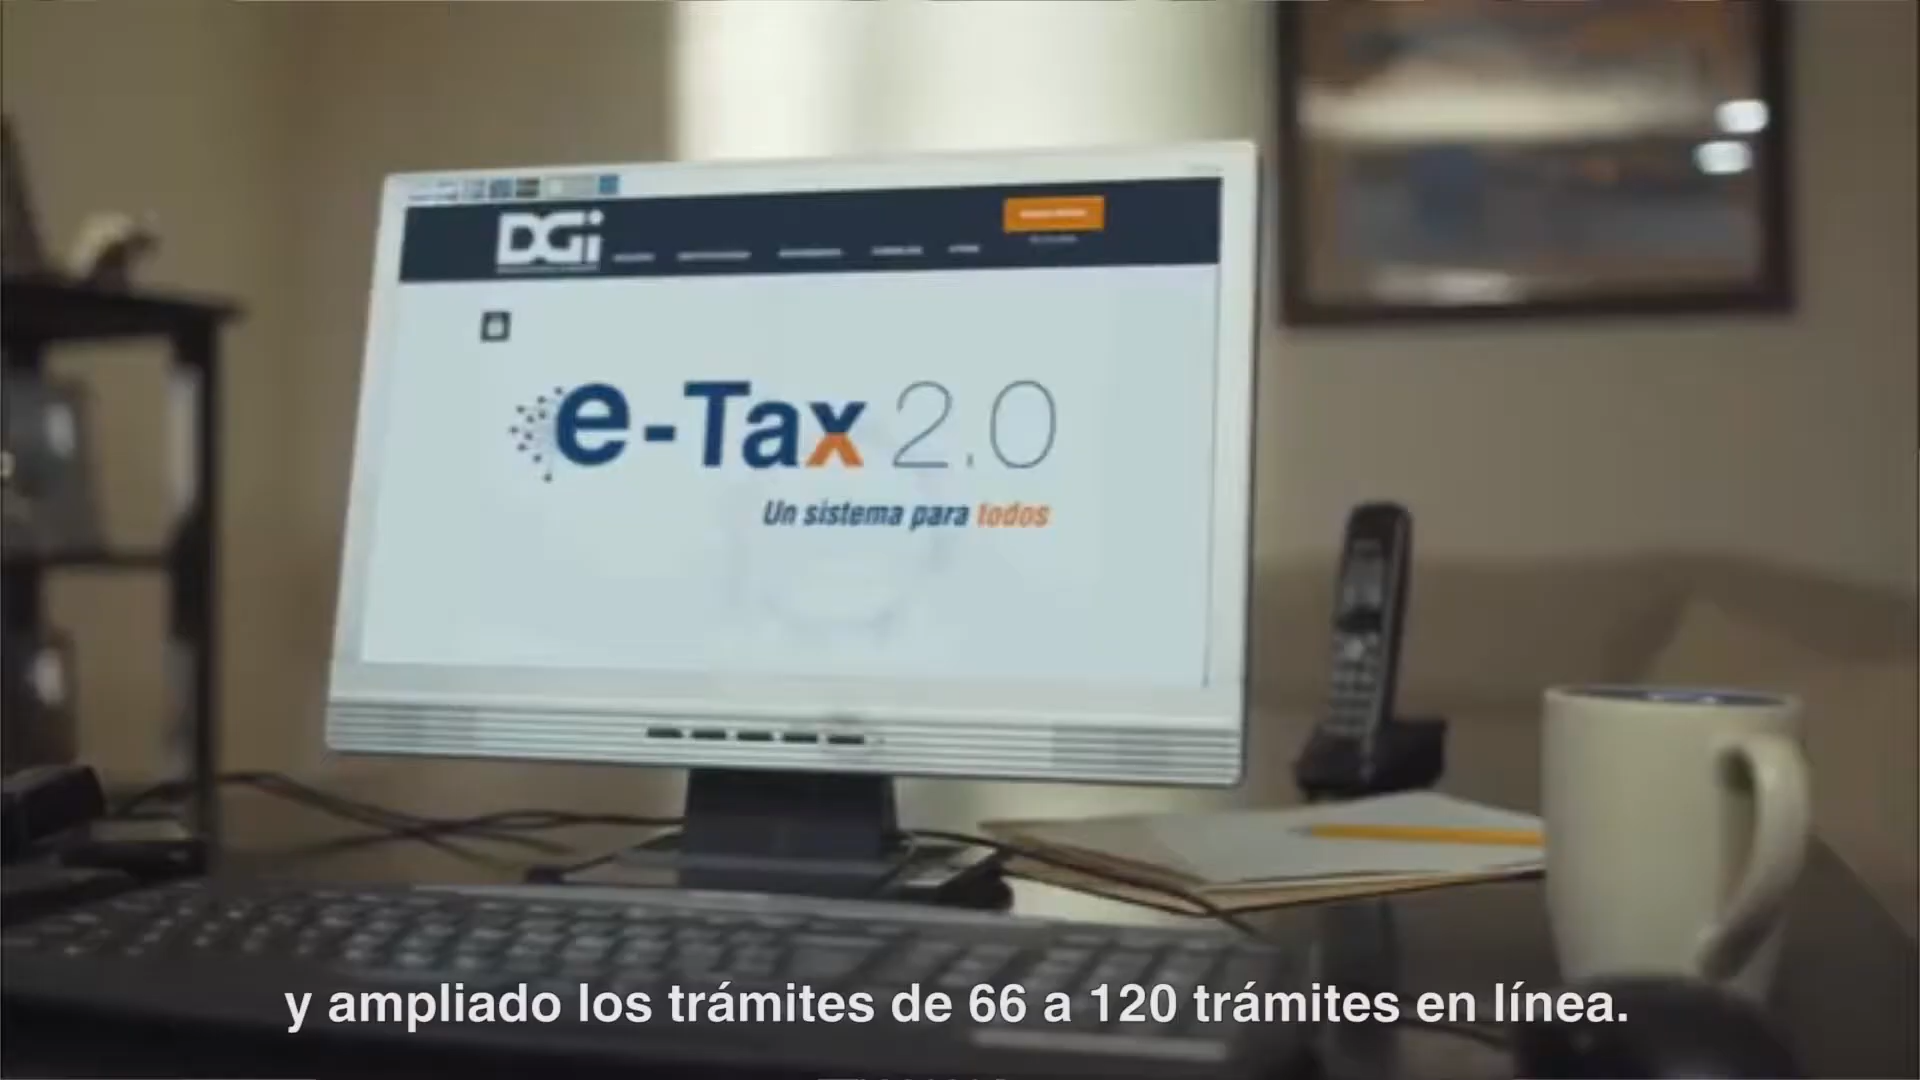 DGi
e-Tax 2.0
Un sistema para todos
y ampliado los trámites de 66 a 120 trámites en línea.